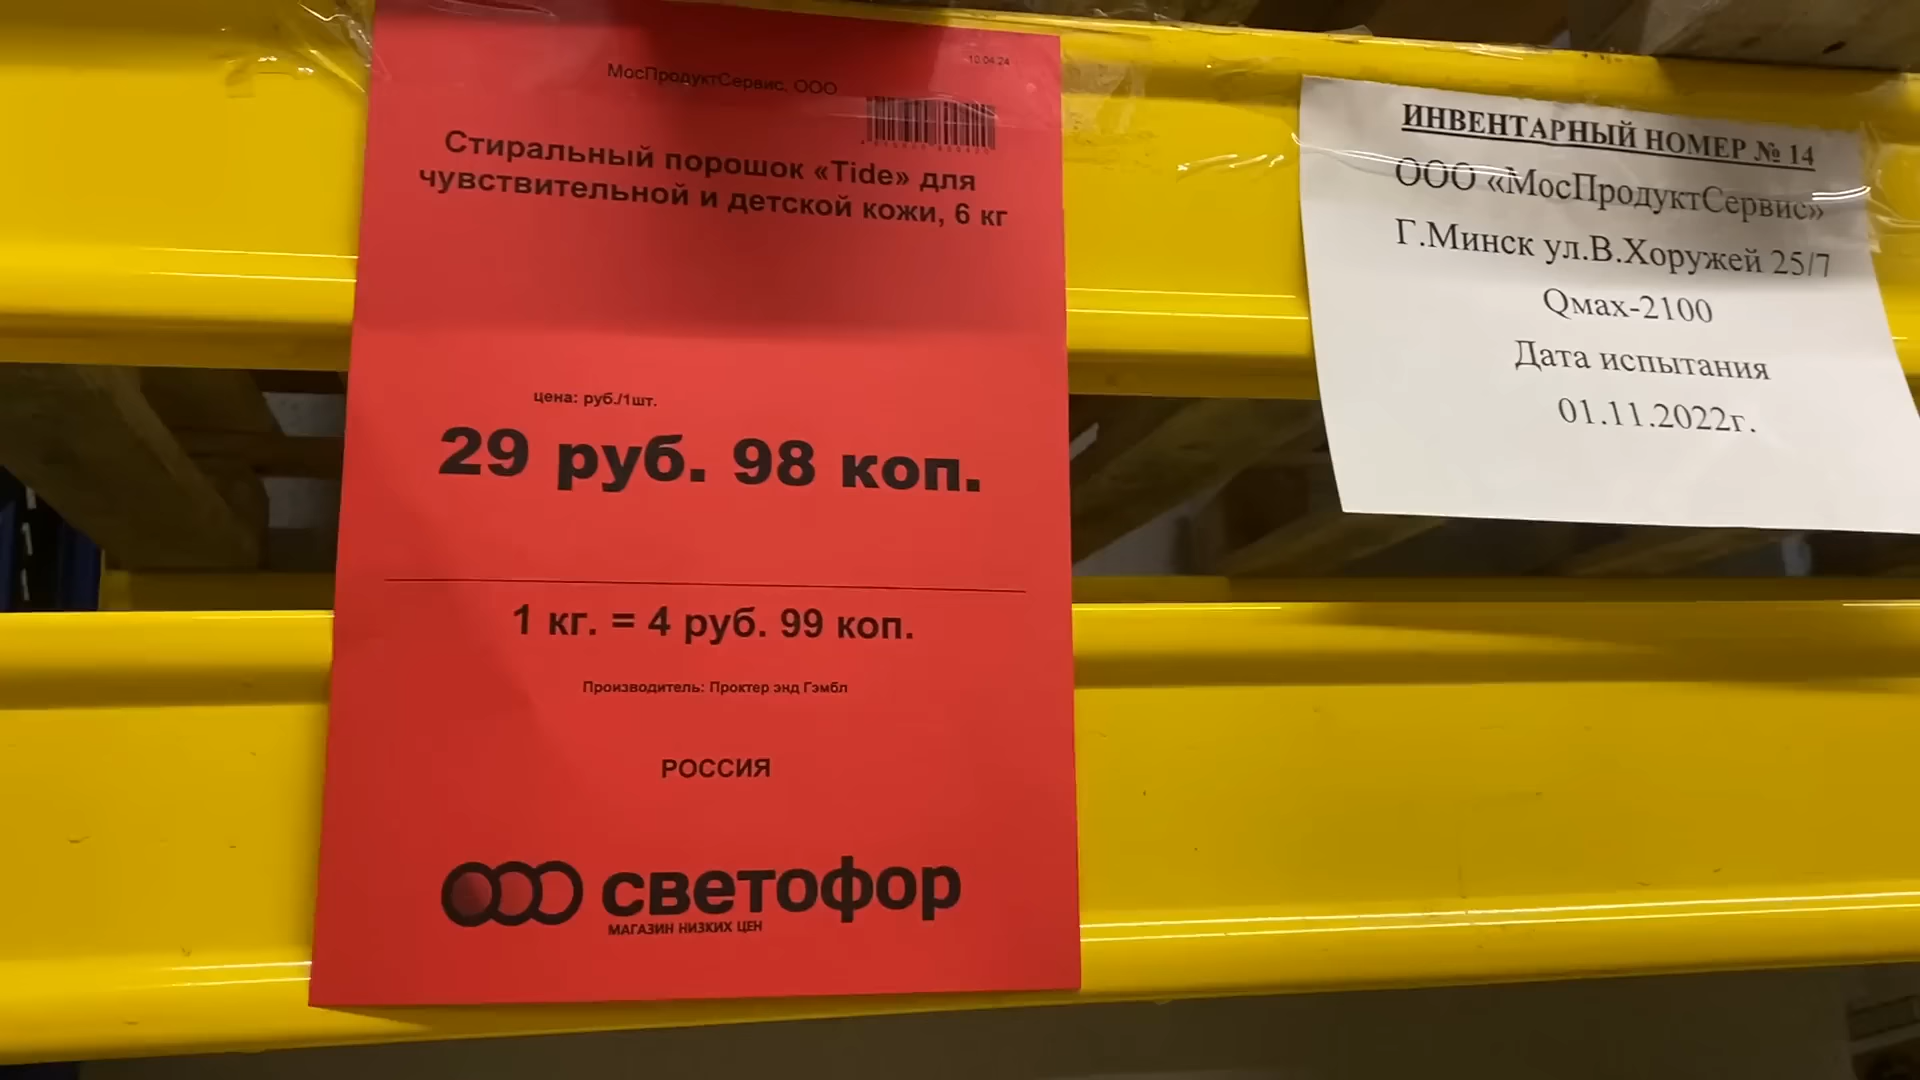 10.04.24
МосПродуктСервис, ООО
Стиральный порошок «Tide» для
чувствительной и детской кожи, 6 кг
цена: руб./1шт.
29 руб. 98 коп.
1 кг. = 4 руб. 99 коп.
Производитель: Проктер энд Гэмбл
РОССИЯ
светофор
МАГАЗИН НИЗКИХ ЦЕН
ИНВЕНТАРНЫЙ НОМЕР № 14
ООО «МосПродуктСервис»
Г.Минск ул.В.Хоружей 25/7
Qмах-2100
Дата испытания
01.11.2022г.